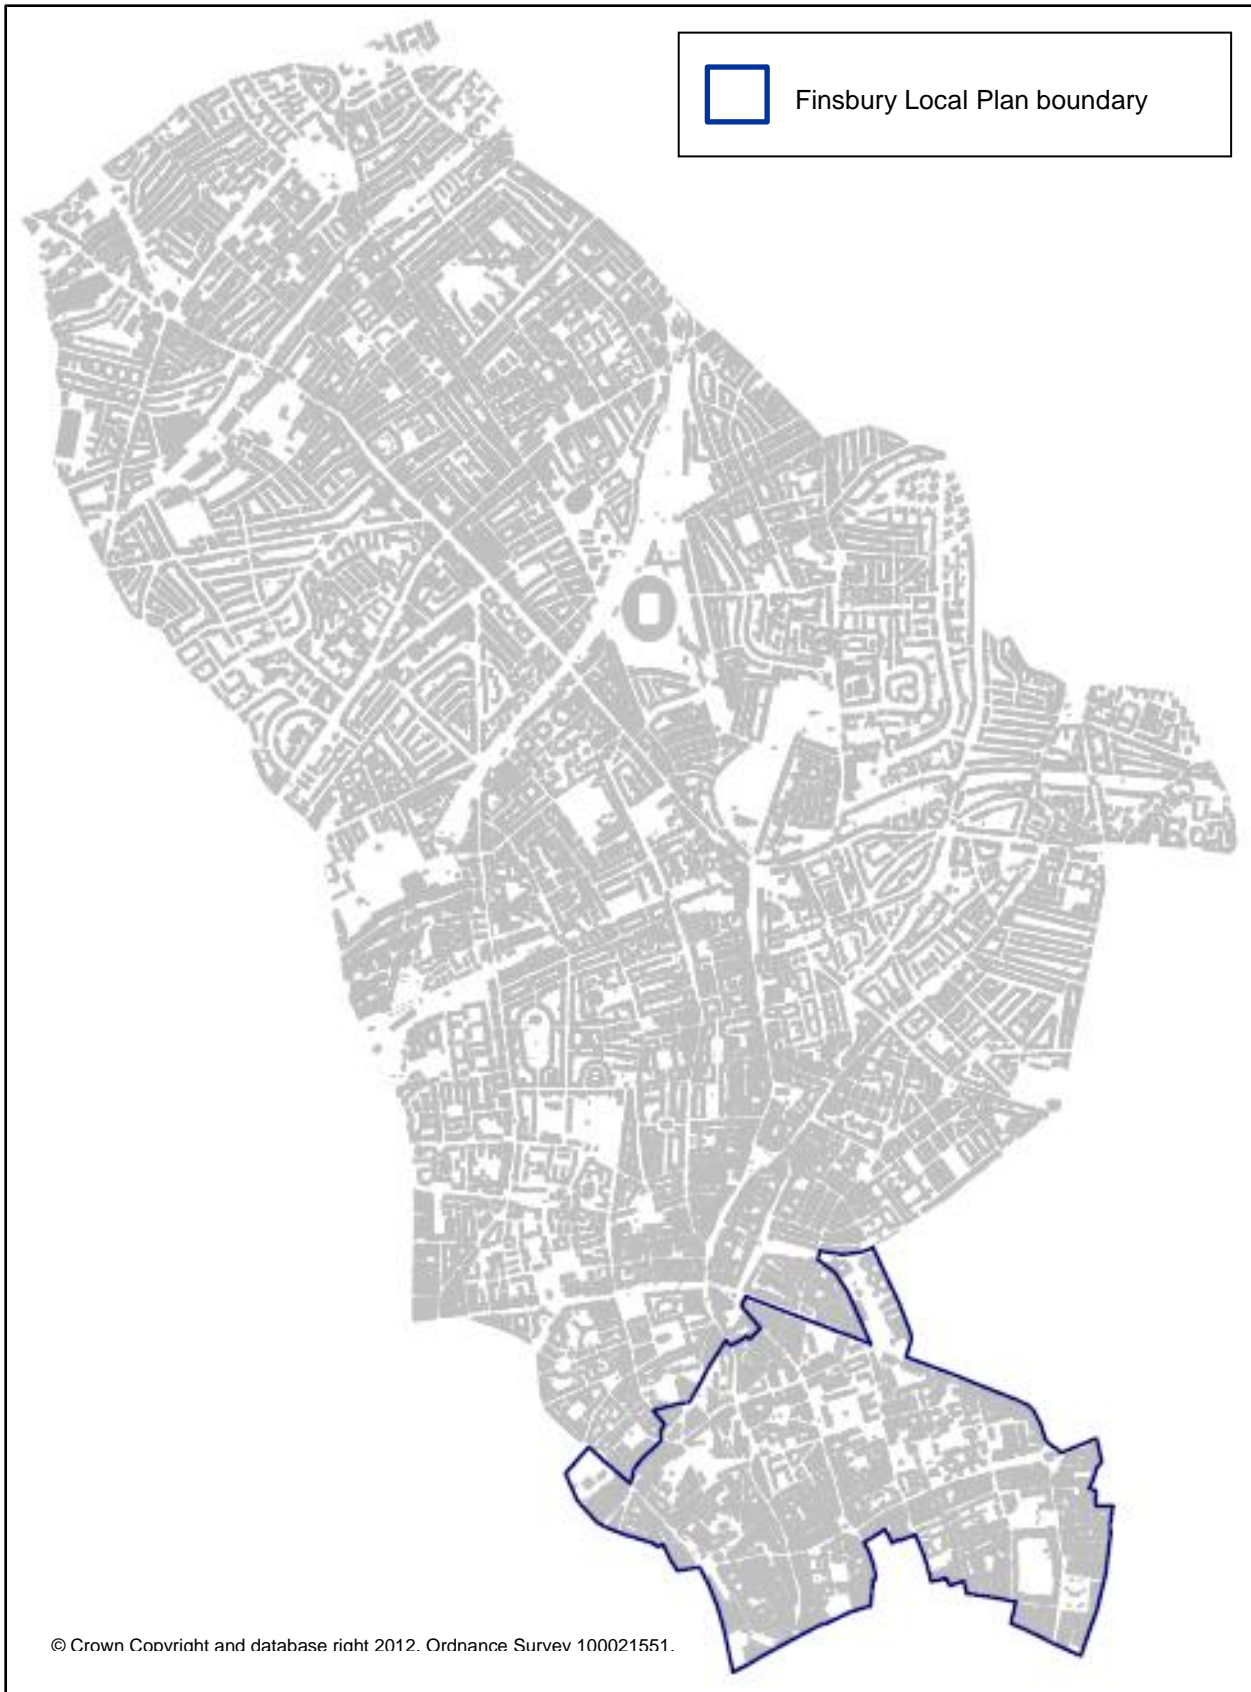 Finsbury Local Plan boundary
© Crown Copyright and database right 2012. Ordnance Survey 100021551.